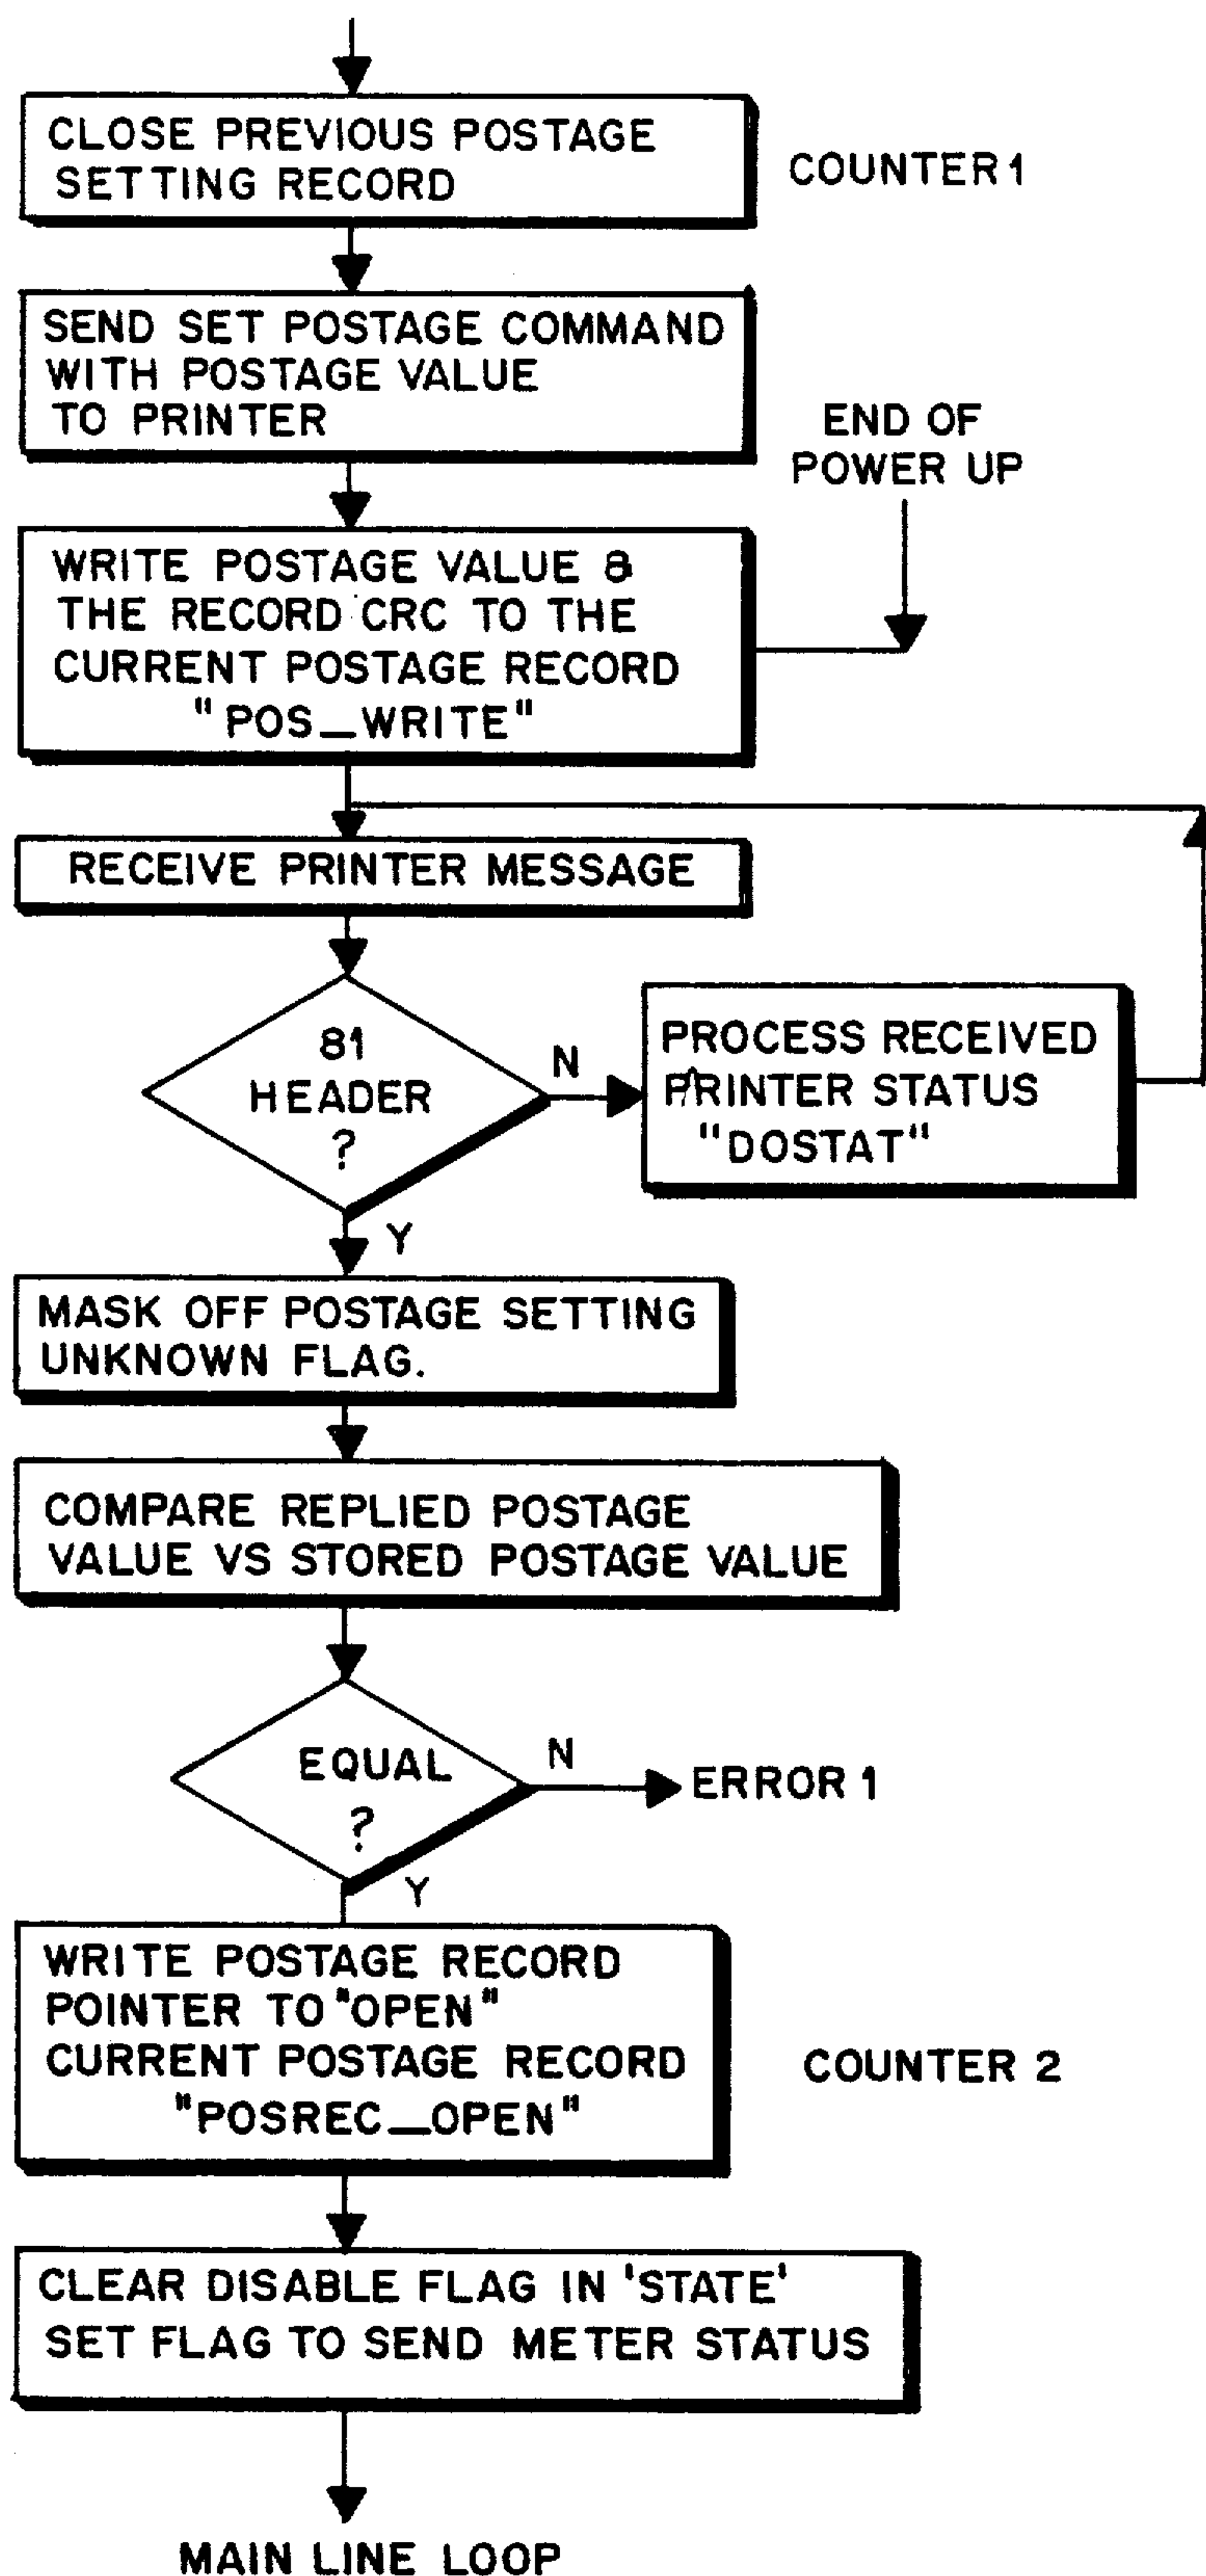 CLOSE PREVIOUS POSTAGE
SETTING RECORD
COUNTER 1
SEND SET POSTAGE COMMAND
WITH POSTAGE VALUE
TO PRINTER
END OF
POWER UP
WRITE POSTAGE VALUE &
THE RECORD CRC TO THE
CURRENT POSTAGE RECORD
"POS_WRITE"
RECEIVE PRINTER MESSAGE
81
HEADER
?
N
Y
PROCESS RECEIVED
PRINTER STATUS
"DOSTAT"
MASK OFF POSTAGE SETTING
UNKNOWN FLAG.
COMPARE REPLIED POSTAGE
VALUE VS STORED POSTAGE VALUE
EQUAL
?
N
ERROR 1
Y
WRITE POSTAGE RECORD
POINTER TO "OPEN"
CURRENT POSTAGE RECORD
"POSREC_OPEN"
COUNTER 2
CLEAR DISABLE FLAG IN 'STATE'
SET FLAG TO SEND METER STATUS
MAIN LINE LOOP